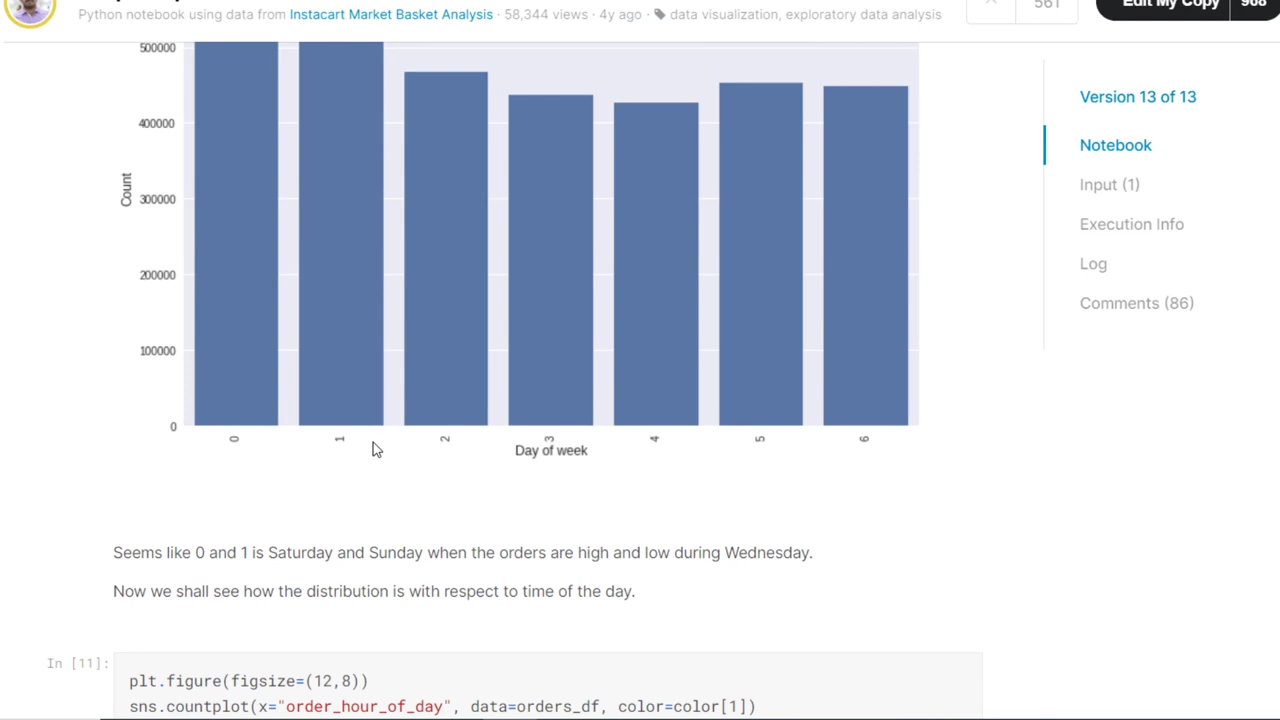 561
Edit My Copy
968
Python notebook using data from Instacart Market Basket Analysis · 58,344 views · 4y ago · data visualization, exploratory data analysis
500000
400000
300000
200000
100000
0
Count
0 1 2 3 4 5 6
Day of week
Version 13 of 13
Notebook
Input (1)
Execution Info
Log
Comments (86)
Seems like 0 and 1 is Saturday and Sunday when the orders are high and low during Wednesday.
Now we shall see how the distribution is with respect to time of the day.
In [11]:
plt.figure(figsize=(12,8))
sns.countplot(x="order_hour_of_day", data=orders_df, color=color[1])